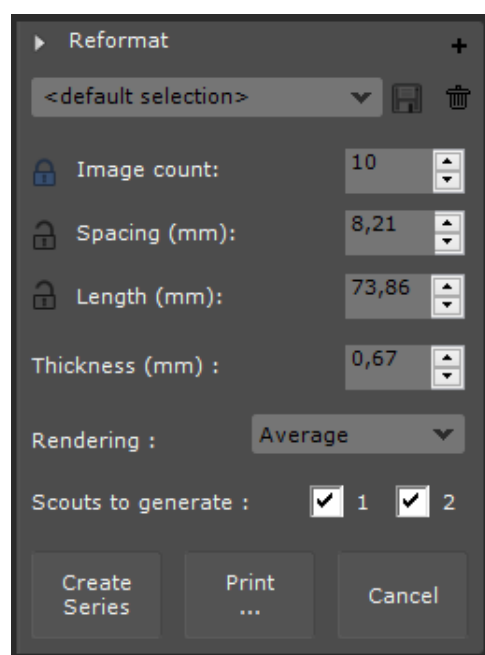 Reformat
<default selection>
Image count: 10
Spacing (mm): 8,21
Length (mm): 73,86
Thickness (mm) : 0,67
Rendering : Average
Scouts to generate : 1 2
Create Print Cancel
Series ...